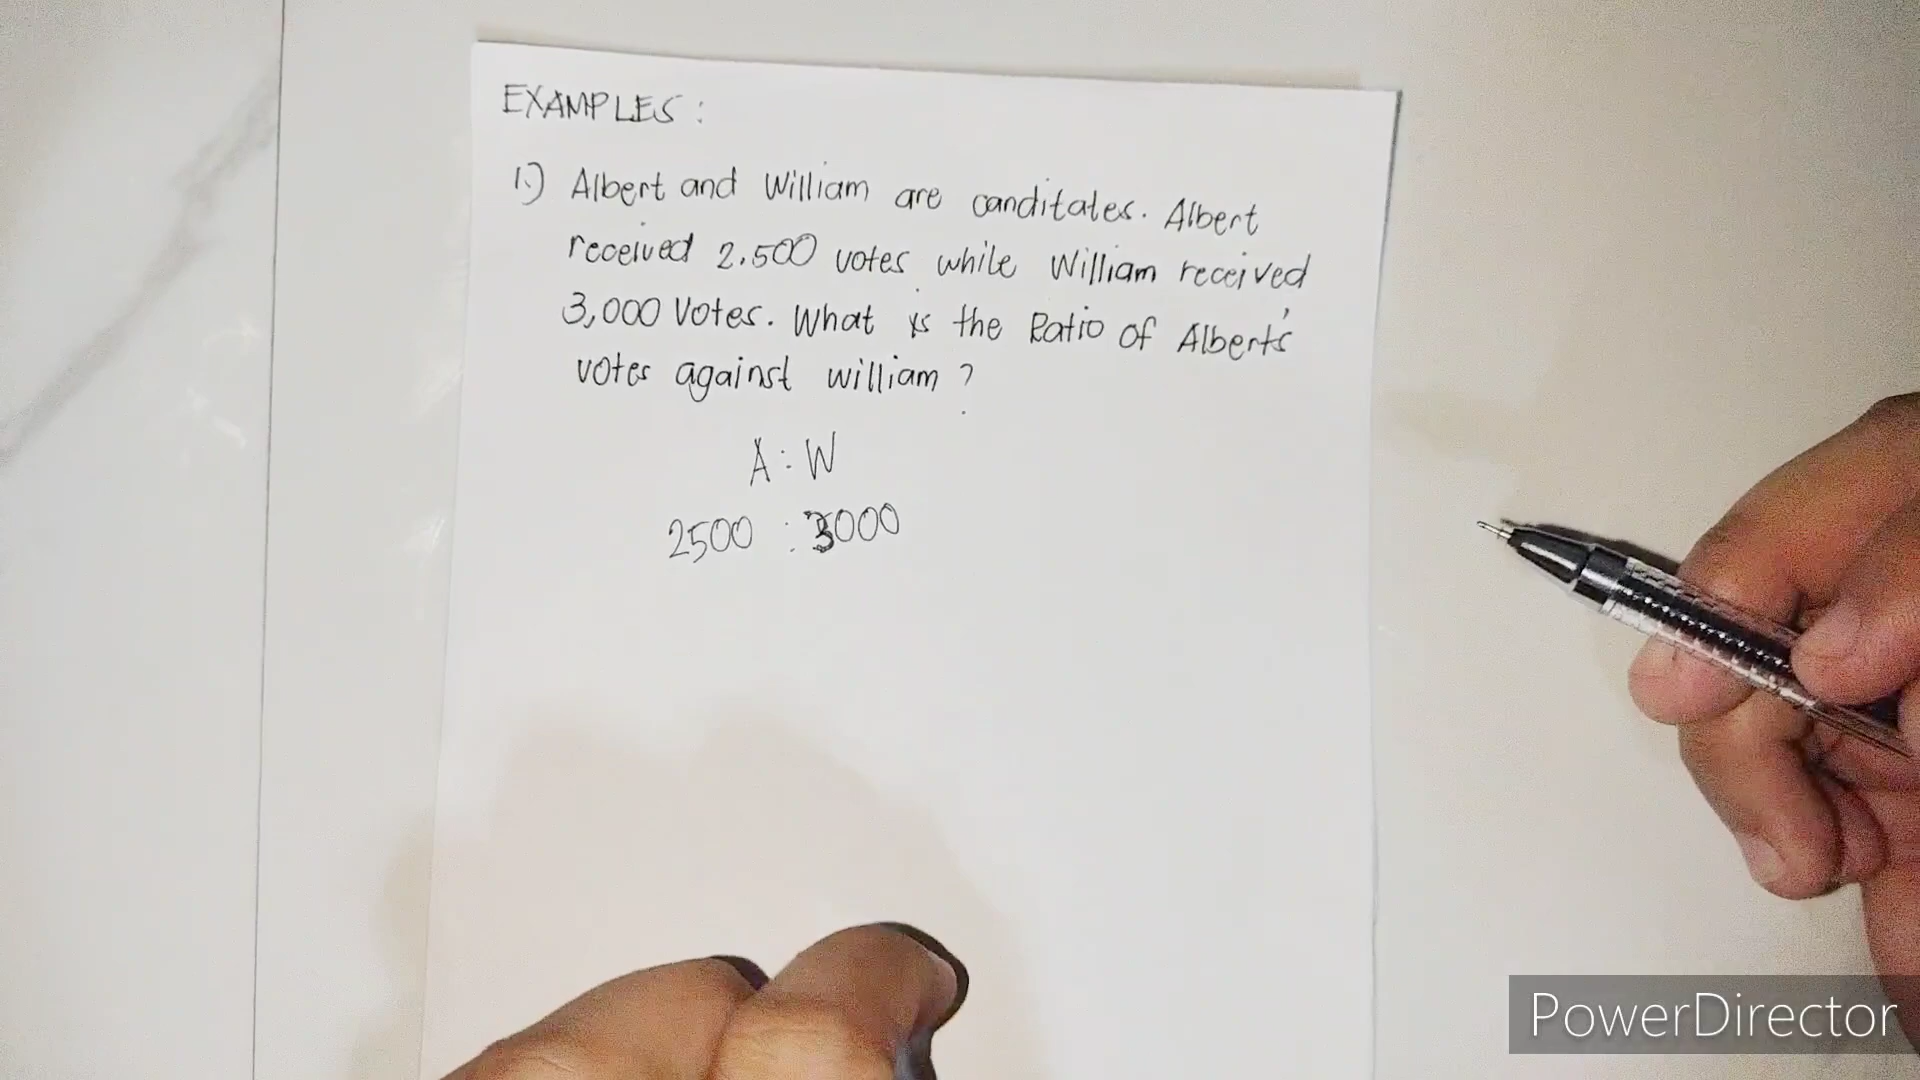 EXAMPLES:
1.) Albert and William are canditates. Albert
received 2,500 votes while William received
3,000 Votes. What is the Ratio of Albert's
votes against william?
A:W
2500 : 3000
PowerDirector